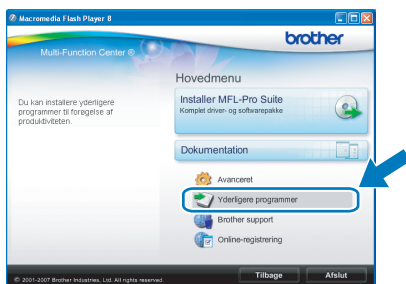 Macromedia Flash Player 8
brother
Multi-Function Center ®
Hovedmenu
Du kan installere yderligere
programmer til forøgelse af
produktiviteten.
Installer MFL-Pro Suite
Komplet driver- og softwarepakke
Dokumentation
Avanceret
Yderligere programmer
Brother support
Online-registrering
© 2001-2007 Brother Industries, Ltd. All rights reserved.
Tilbage
Afslut